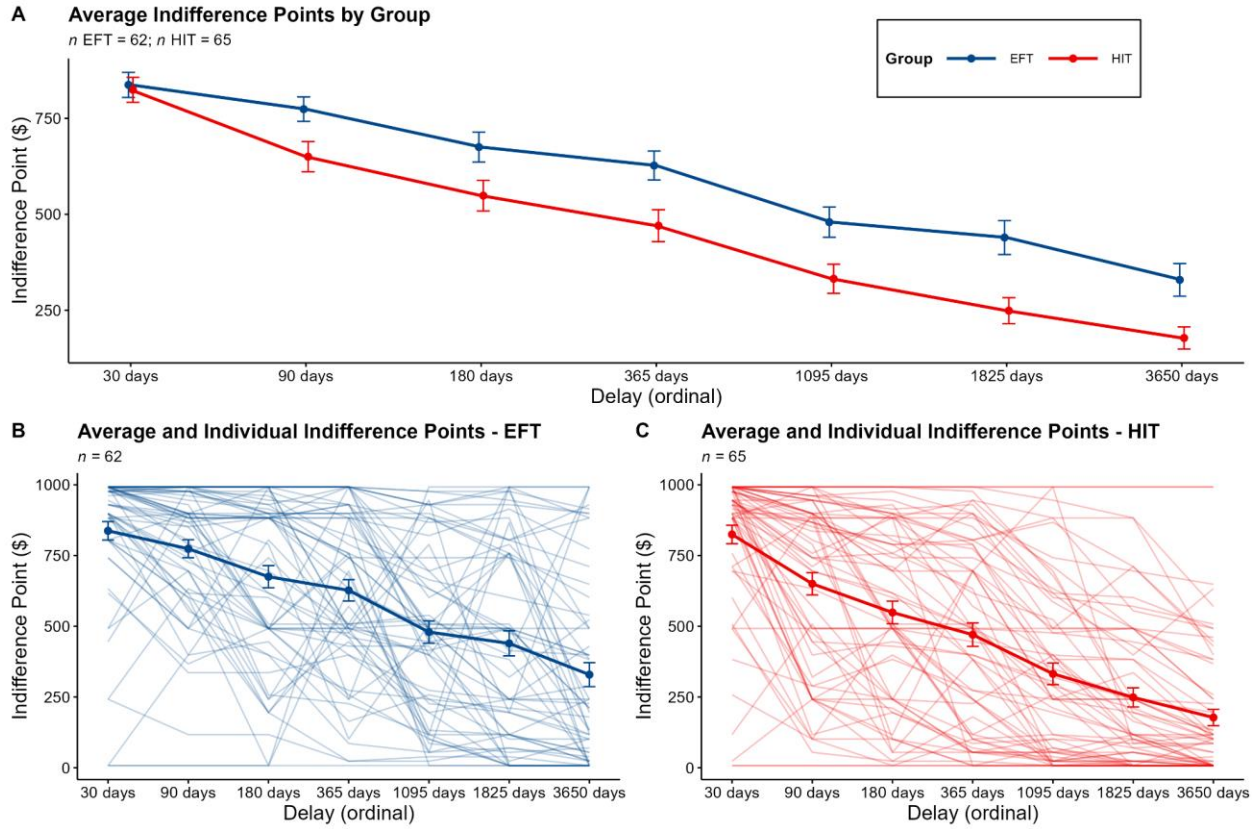 A Average Indifference Points by Group
n EFT = 62; n HIT = 65
Group EFT HIT
Indifference Point ($)
750
500
250
30 days 90 days 180 days 365 days 1095 days 1825 days 3650 days
Delay (ordinal)
B Average and Individual Indifference Points - EFT
n = 62
Indifference Point ($)
1000
750
500
250
0
30 days 90 days 180 days 365 days 1095 days 1825 days 3650 days
Delay (ordinal)
C Average and Individual Indifference Points - HIT
n = 65
Indifference Point ($)
1000
750
500
250
0
30 days 90 days 180 days 365 days 1095 days 1825 days 3650 days
Delay (ordinal)